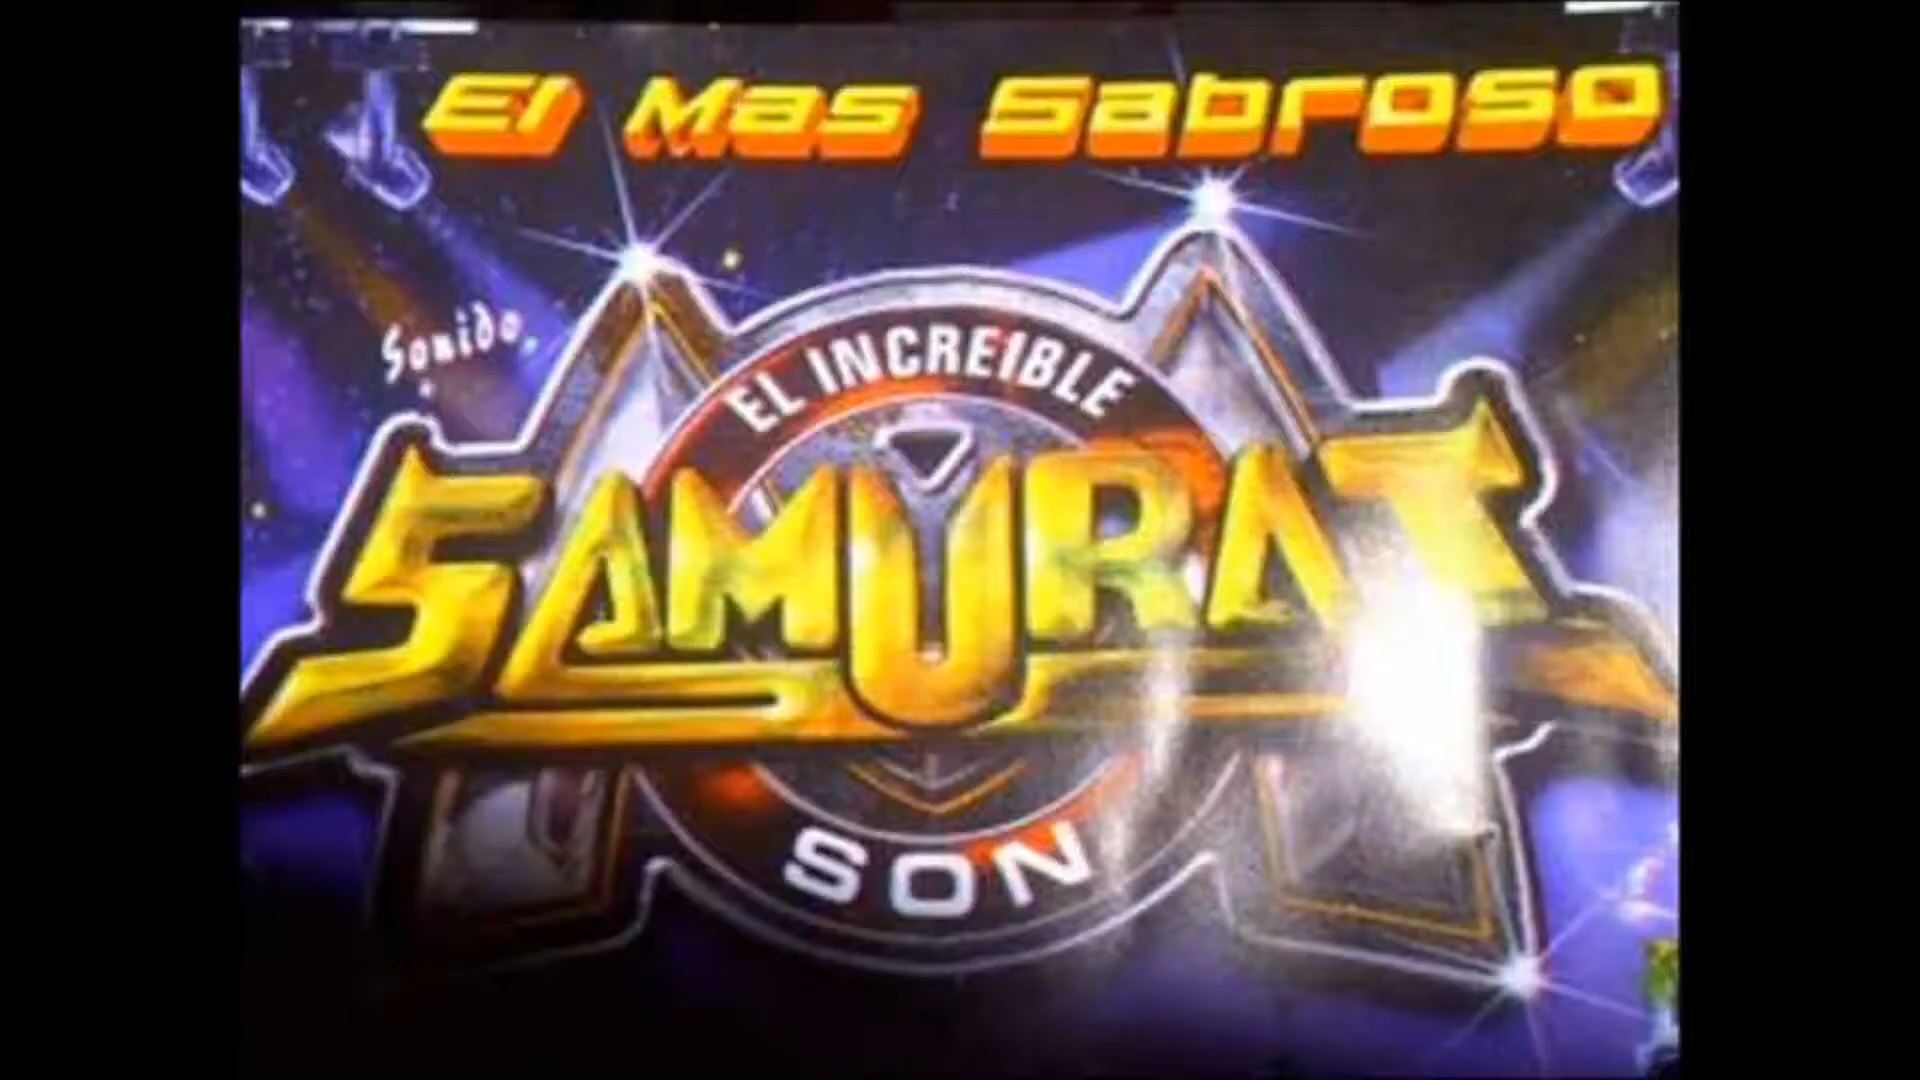 El Mas Sabroso
Sonido
EL INCREIBLE
SAMURAI
SON